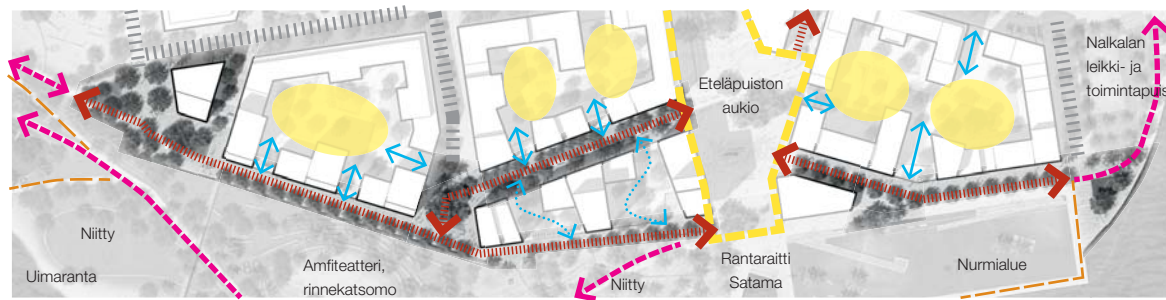 Nalkalan
leikki- ja
toimintapuis
Eteläpuiston
aukio
Niitty
Uimaranta
Amfiteatteri,
rinnekatsomo
Niitty
Rantaraitti
Satama
Nurmialue